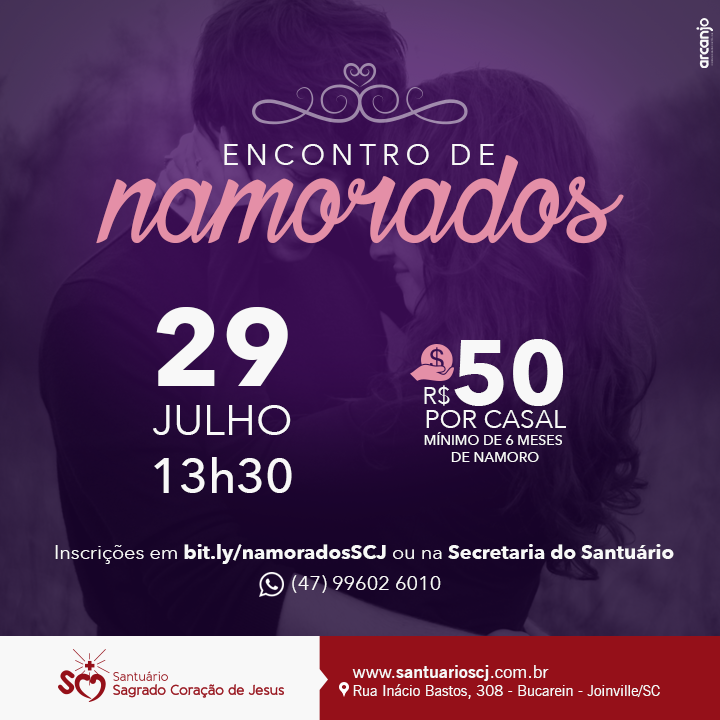 arcanjo
ENCONTRO DE
namorados
29
JULHO
13h30
$
R$50
POR CASAL
MÍNIMO DE 6 MESES
DE NAMORO
Inscrições em bit.ly/namoradosSCJ ou na Secretaria do Santuário
(47) 99602 6010
SCJ
Santuário
Sagrado Coração de Jesus
www.santuarioscj.com.br
Rua Inácio Bastos, 308 - Bucarein - Joinville/SC